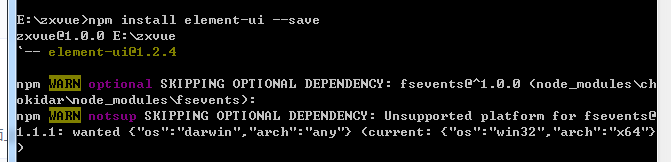 E:\zxvue>npm install element-ui --save
zxvue@1.0.0 E:\zxvue
`-- element-ui@1.2.4
npm WARN optional SKIPPING OPTIONAL DEPENDENCY: fsevents@^1.0.0 (node_modules\ch
okidar\node_modules\fsevents):
npm WARN notsup SKIPPING OPTIONAL DEPENDENCY: Unsupported platform for fsevents@
1.1.1: wanted {"os":"darwin","arch":"any"} (current: {"os":"win32","arch":"x64"}
)